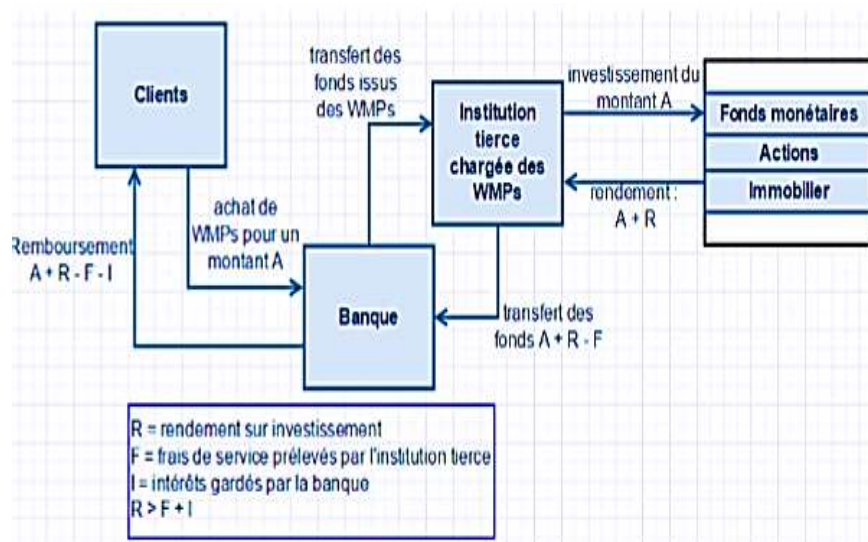 Clients
transfert des
fonds issus
des WMPs
Institution
tierce
chargée des
WMPs
investissement du
montant A
Fonds monétaires
Actions
Immobilier
rendement :
A + R
achat de
WMPs pour un
montant A
Remboursement
A + R - F - I
Banque
transfert des
fonds A + R - F
R = rendement sur investissement
F = frais de service prélevés par l'institution tierce
I = intérêts gardés par la banque
R > F + I